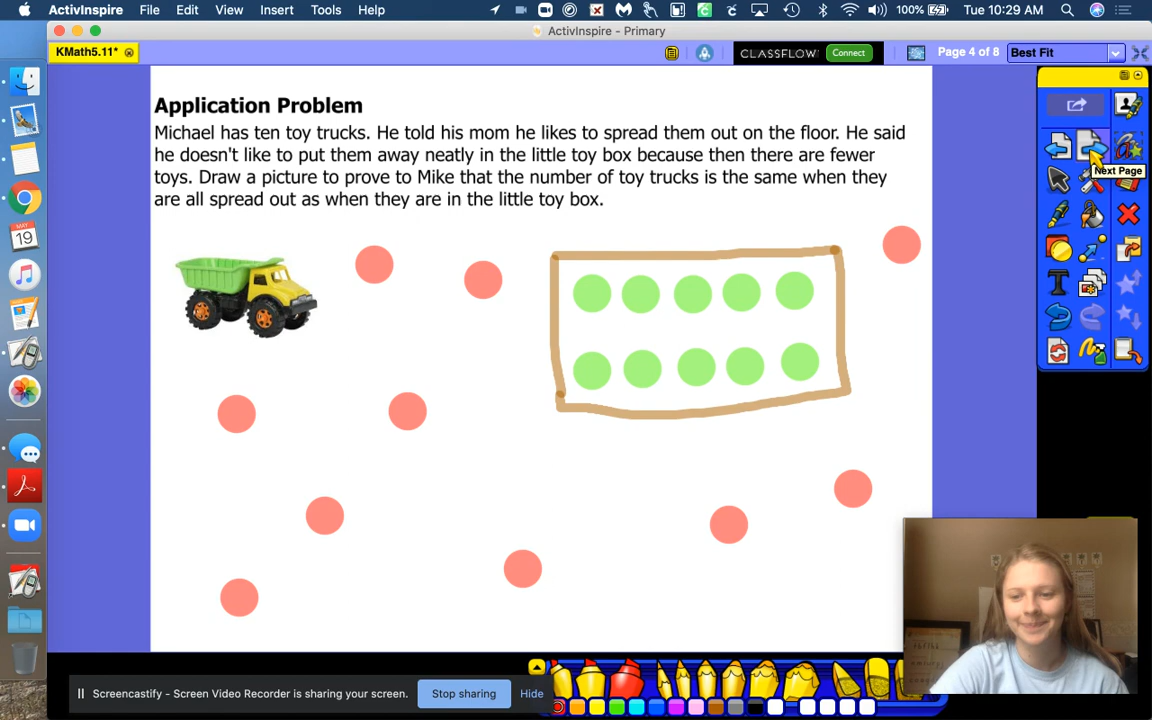 ActivInspire File Edit View Insert Tools Help 100% Tue 10:29 AM
ActivInspire - Primary
KMath5.11* CLASSFLOW Connect Page 4 of 8 Best Fit
Application Problem
Michael has ten toy trucks. He told his mom he likes to spread them out on the floor. He said
he doesn't like to put them away neatly in the little toy box because then there are fewer
toys. Draw a picture to prove to Mike that the number of toy trucks is the same when they
are all spread out as when they are in the little toy box.
Next Page
19
Screencastify - Screen Video Recorder is sharing your screen. Stop sharing Hide